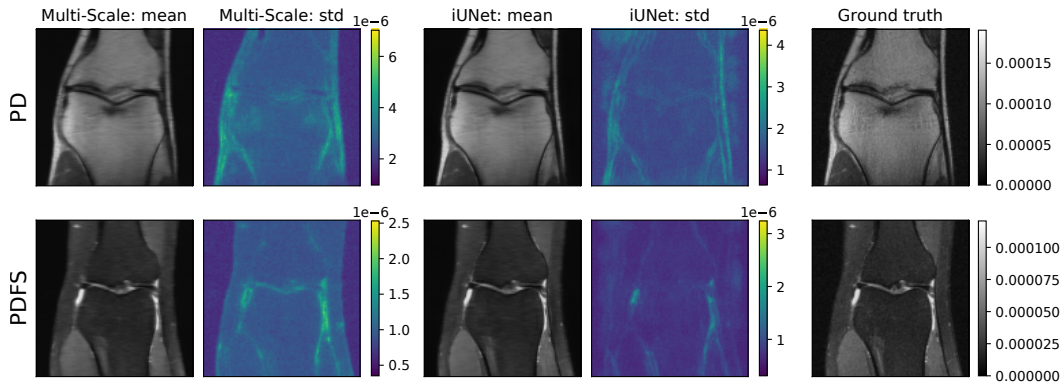 Multi-Scale: mean
Multi-Scale: std
iUNet: mean
iUNet: std
Ground truth
PD
1e−6
6
4
2
1e−6
4
3
2
1
0.00015
0.00010
0.00005
0.00000
PDFS
1e−6
2.5
2.0
1.5
1.0
0.5
1e−6
3
2
1
0.000100
0.000075
0.000050
0.000025
0.000000